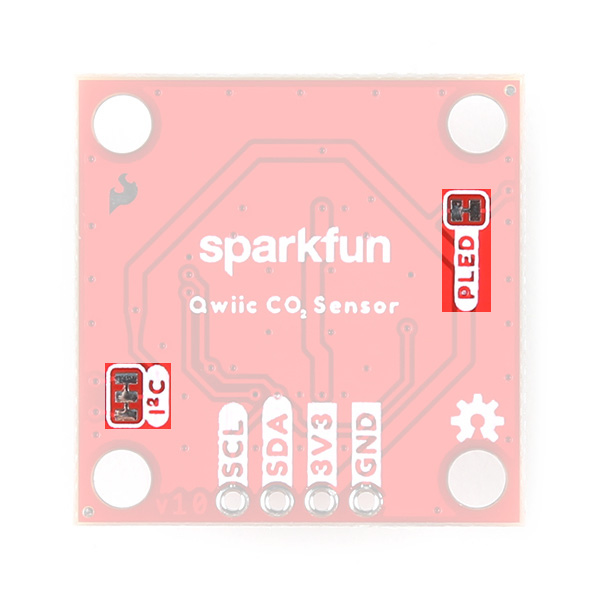 sparkfun
PLED
Qwiic CO₂ Sensor
I²C
SCL
SDA
3V3
GND
v10